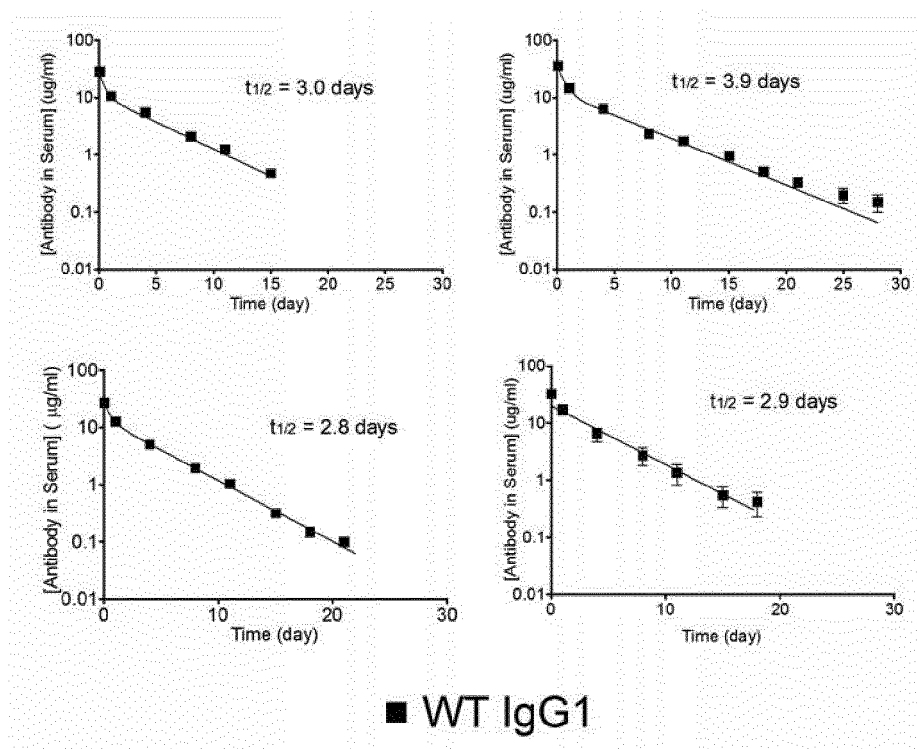 100
10
1
0.1
0.01
[Antibody in Serum] (ug/ml)
t1/2 = 3.0 days
0 5 10 15 20 25 30
Time (day)
100
10
1
0.1
0.01
[Antibody in Serum] (ug/ml)
t1/2 = 3.9 days
0 5 10 15 20 25 30
Time (day)
100
10
1
0.1
0.01
[Antibody in Serum] ( µg/ml)
t1/2 = 2.8 days
0 10 20 30
Time (day)
100
10
1
0.1
0.01
[Antibody in Serum] (ug/ml)
t1/2 = 2.9 days
0 10 20 30
Time (day)
WT IgG1